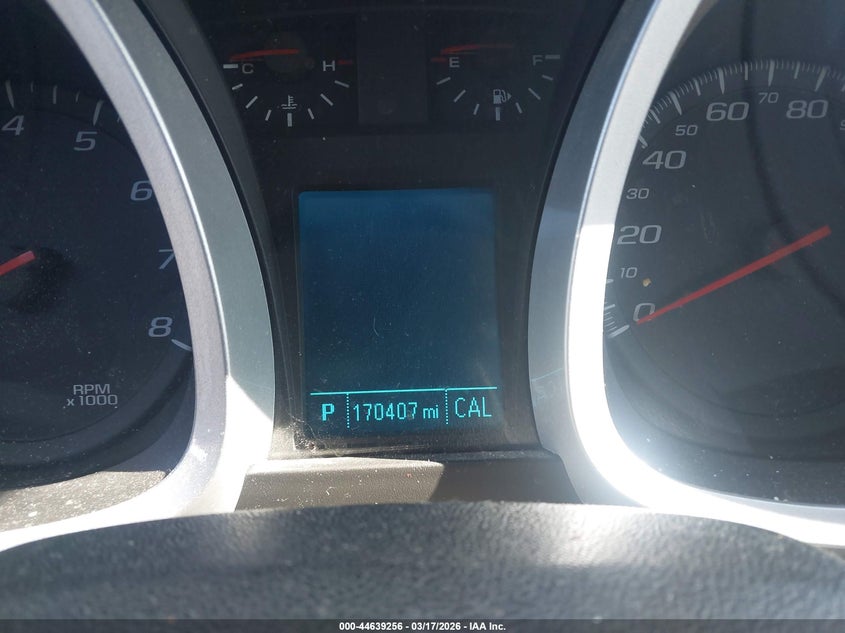 C H
E F
4 5 6 7 8
RPM
x 1000
0 10 20 30 40 50 60 70 80
P 170407 mi CAL
000-44639256 - 03/17/2026 - IAA Inc.